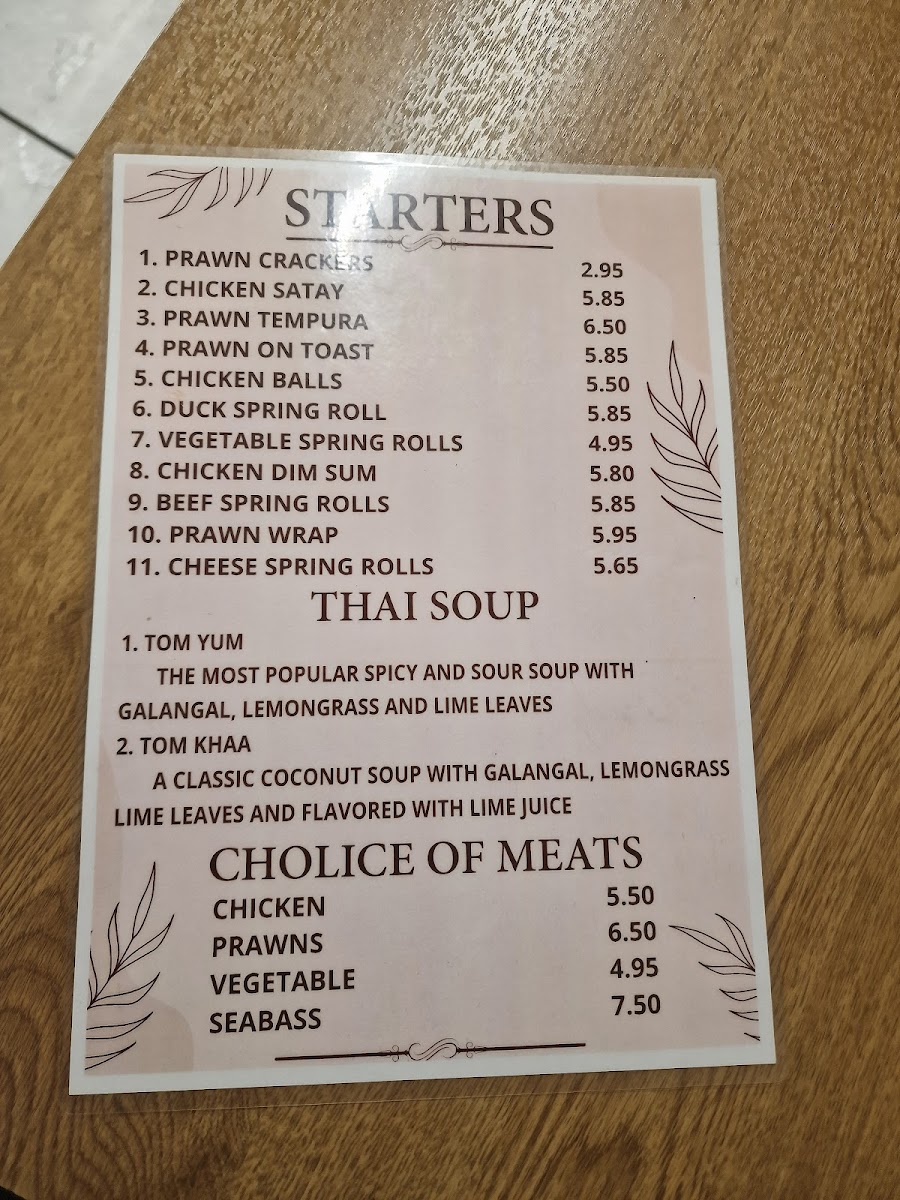 STARTERS
1. PRAWN CRACKERS 2.95
2. CHICKEN SATAY 5.85
3. PRAWN TEMPURA 6.50
4. PRAWN ON TOAST 5.85
5. CHICKEN BALLS 5.50
6. DUCK SPRING ROLL 5.85
7. VEGETABLE SPRING ROLLS 4.95
8. CHICKEN DIM SUM 5.80
9. BEEF SPRING ROLLS 5.85
10. PRAWN WRAP 5.95
11. CHEESE SPRING ROLLS 5.65
THAI SOUP
1. TOM YUM
THE MOST POPULAR SPICY AND SOUR SOUP WITH
GALANGAL, LEMONGRASS AND LIME LEAVES
2. TOM KHAA
A CLASSIC COCONUT SOUP WITH GALANGAL, LEMONGRASS
LIME LEAVES AND FLAVORED WITH LIME JUICE
CHOLICE OF MEATS
CHICKEN 5.50
PRAWNS 6.50
VEGETABLE 4.95
SEABASS 7.50